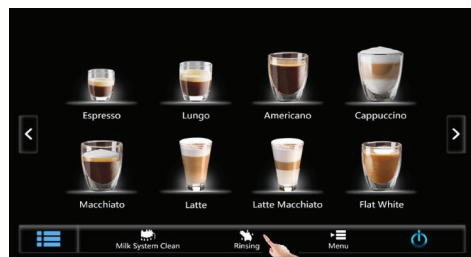 Espresso
Lungo
Americano
Cappuccino
Macchiato
Latte
Latte Macchiato
Flat White
Milk System Clean
Rinsing
Menu